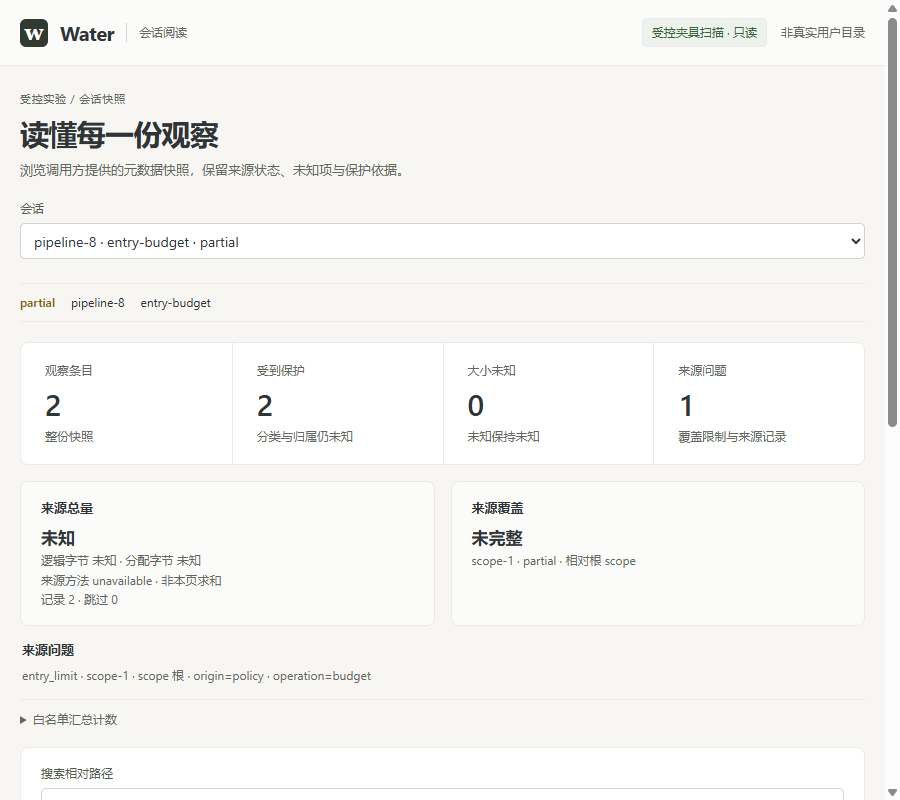 W Water 会话阅读 受控夹具扫描 · 只读 非真实用户目录
受控实验 / 会话快照
读懂每一份观察
浏览调用方提供的元数据快照，保留来源状态、未知项与保护依据。
会话
pipeline-8 · entry-budget · partial
partial pipeline-8 entry-budget
观察条目 受到保护 大小未知 来源问题
2 2 0 1
整份快照 分类与归属仍未知 未知保持未知 覆盖限制与来源记录
来源总量
未知
逻辑字节 未知 · 分配字节 未知
来源方法 unavailable · 非本页求和
记录 2 · 跳过 0
来源覆盖
未完整
scope-1 · partial · 相对根 scope
来源问题
entry_limit · scope-1 · scope 根 · origin=policy · operation=budget
白名单汇总计数
搜索相对路径